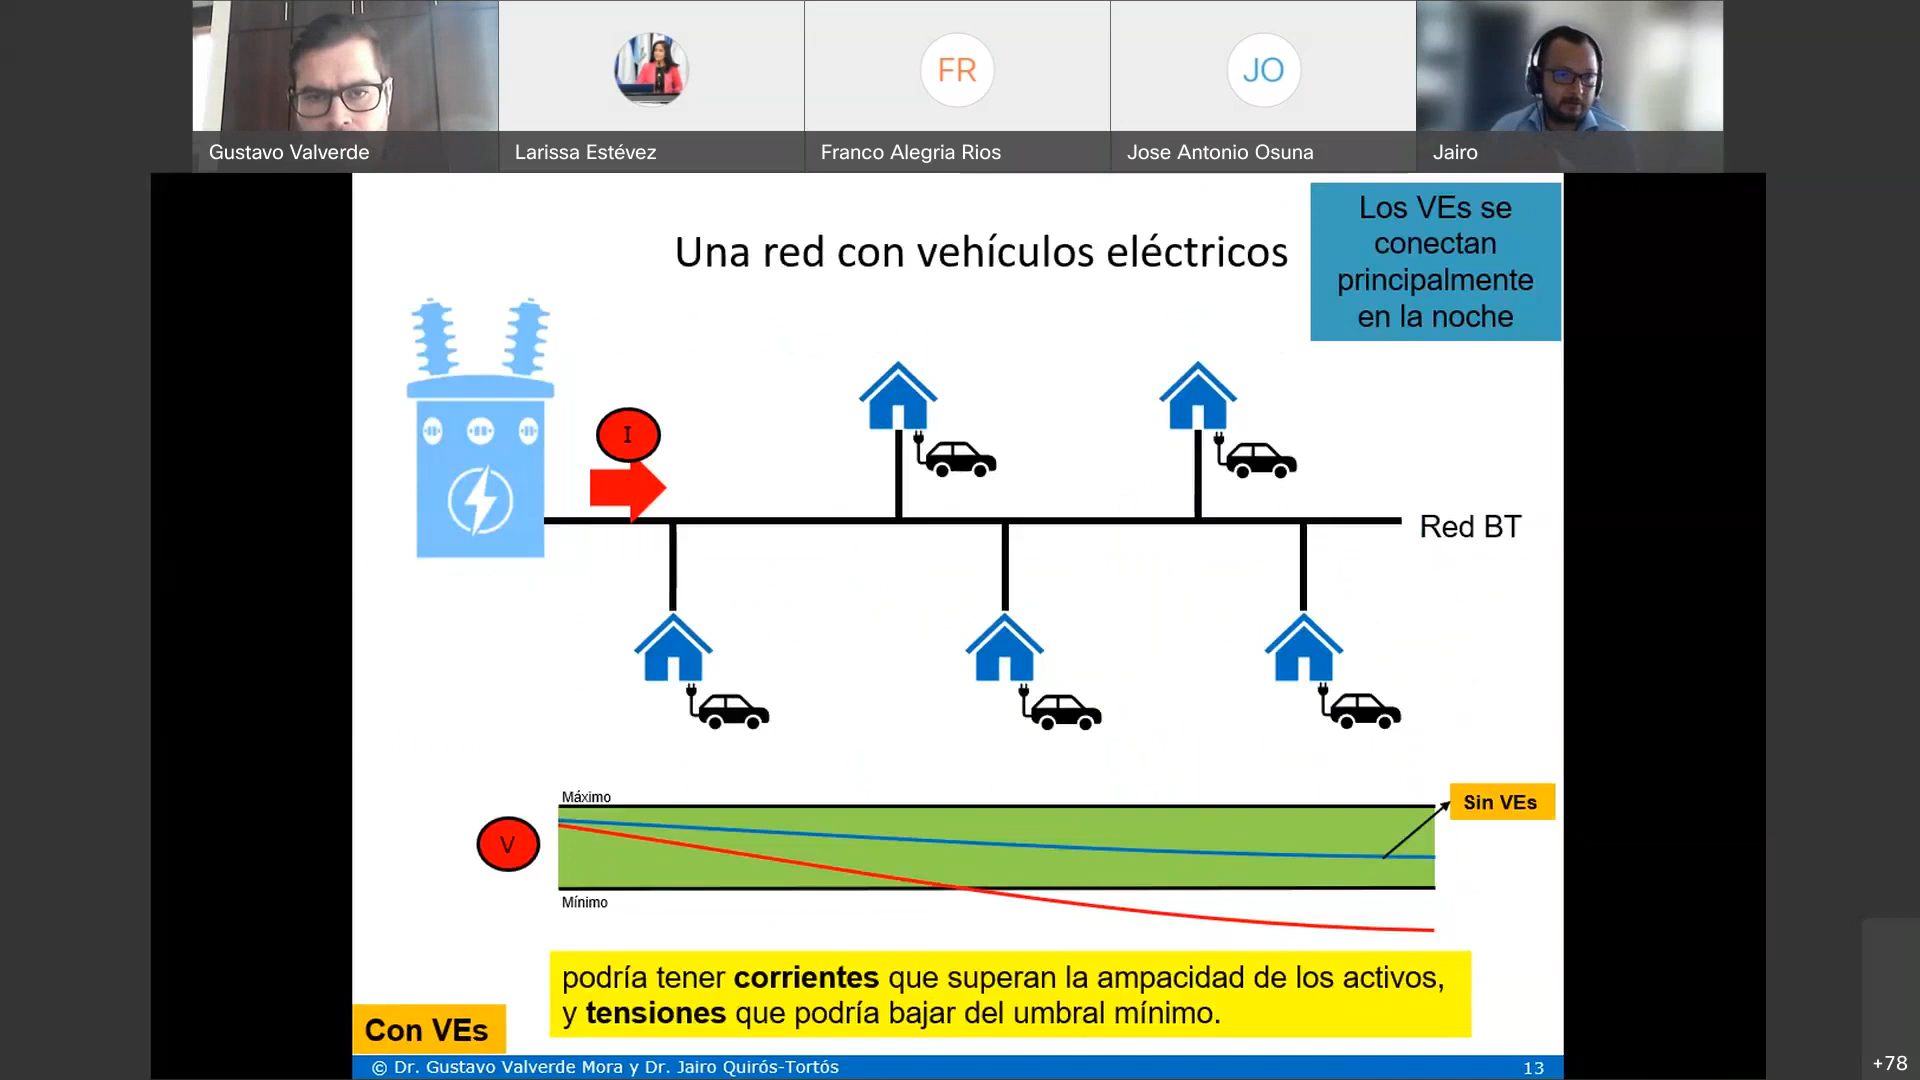 Gustavo Valverde
Larissa Estévez
FR
Franco Alegria Rios
JO
Jose Antonio Osuna
Jairo
Los VEs se
conectan
principalmente
en la noche
Una red con vehículos eléctricos
I
Red BT
Máximo
Sin VEs
V
Mínimo
podría tener corrientes que superan la ampacidad de los activos,
y tensiones que podría bajar del umbral mínimo.
Con VEs
© Dr. Gustavo Valverde Mora y Dr. Jairo Quirós-Tortós
13
+78